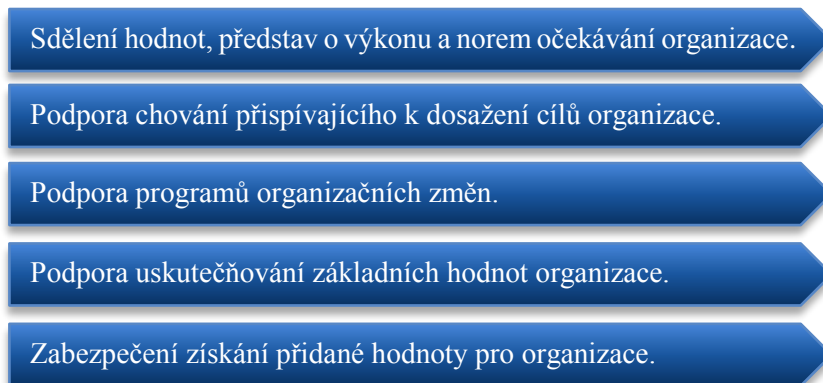 Sdělení hodnot, představ o výkonu a norem očekávání organizace.
Podpora chování přispívajícího k dosažení cílů organizace.
Podpora programů organizačních změn.
Podpora uskutečňování základních hodnot organizace.
Zabezpečení získání přidané hodnoty pro organizace.